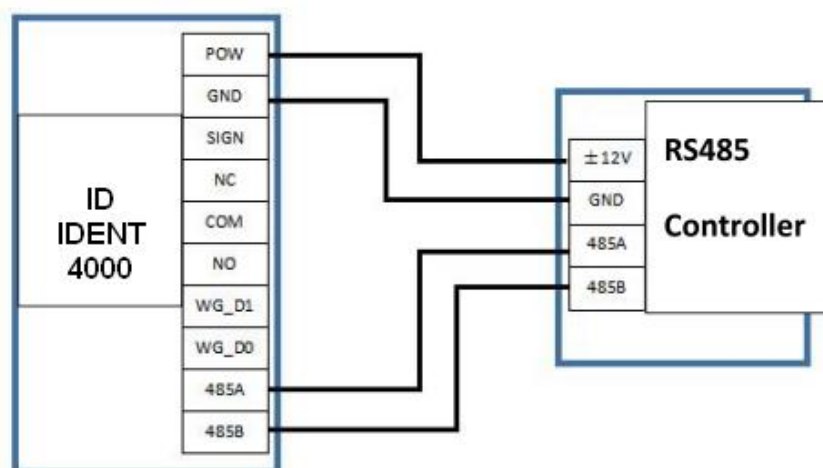 POW
GND
SIGN
NC
COM
NO
WG_D1
WG_D0
485A
485B
ID
IDENT
4000
±12V
GND
485A
485B
RS485
Controller